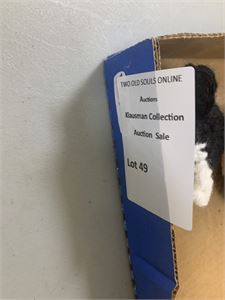 TWO OLD SOULS ONLINE
Auctions
Klausman Collection
Auction Sale
Lot 49